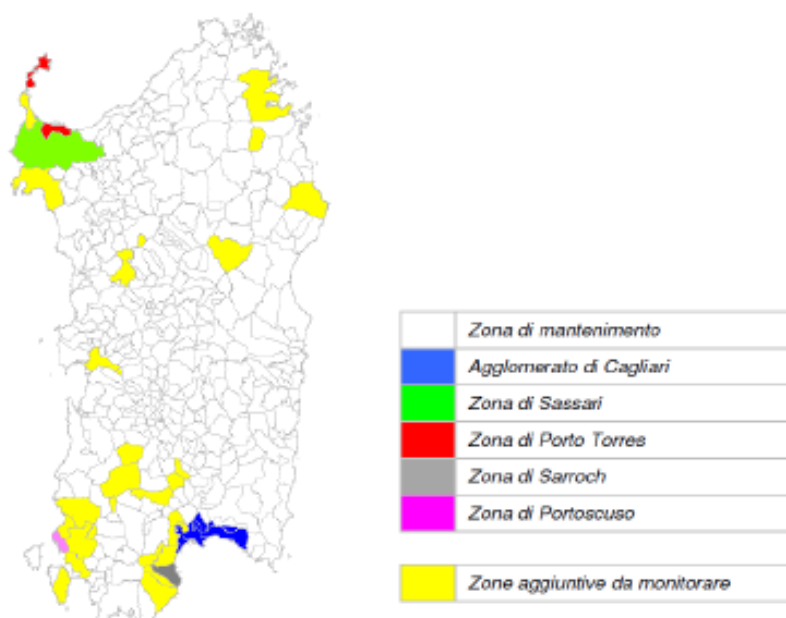 Zona di mantenimento
Agglomerato di Cagliari
Zona di Sassari
Zona di Porto Torres
Zona di Sarroch
Zona di Portoscuso
Zone aggiuntive da monitorare